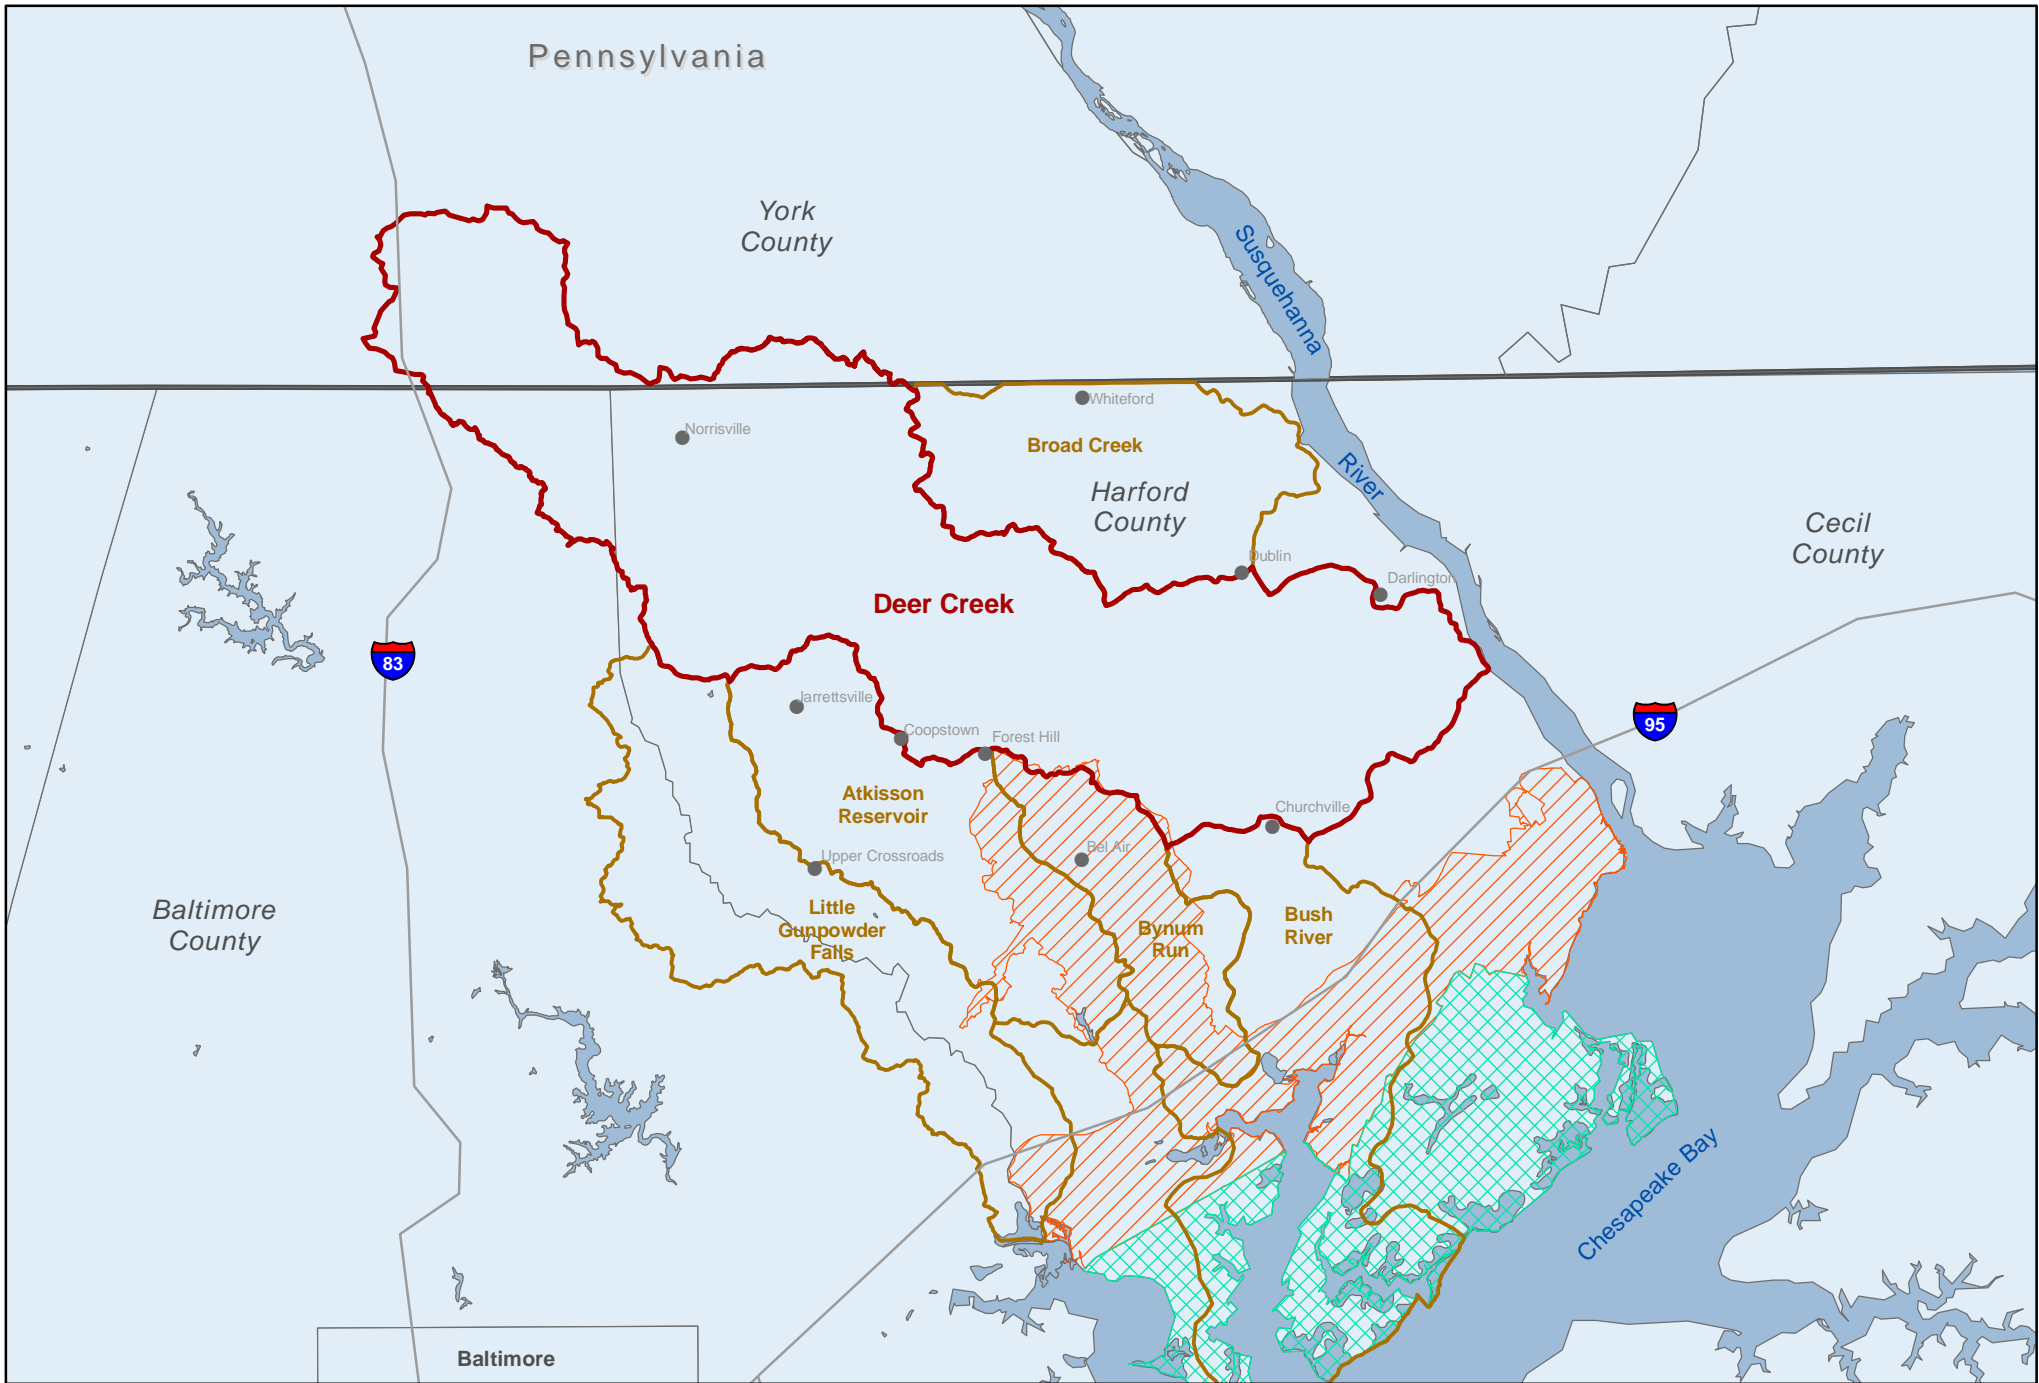 Pennsylvania
York
County
Susquehanna
River
Whiteford
Norrisville
Broad Creek
Harford
County
Cecil
County
Dublin
Darlington
Deer Creek
83
Jarrettsville
95
Coopstown
Forest Hill
Atkisson
Reservoir
Churchville
Bel Air
Upper Crossroads
Baltimore
County
Little
Gunpowder
Falls
Bynum
Run
Bush
River
Chesapeake Bay
Baltimore